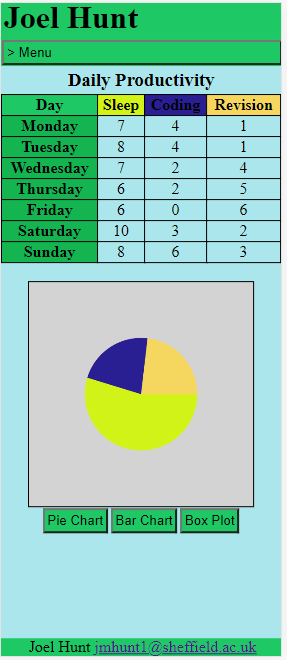 Joel Hunt
> Menu
Daily Productivity
Day Sleep Coding Revision
Monday 7 4 1
Tuesday 8 4 1
Wednesday 7 2 4
Thursday 6 2 5
Friday 6 0 6
Saturday 10 3 2
Sunday 8 6 3
Pie Chart Bar Chart Box Plot
Joel Hunt jmhunt1@sheffield.ac.uk